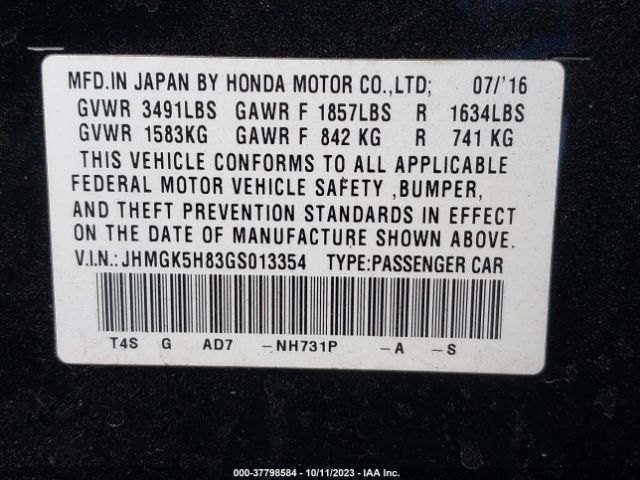 MFD.IN JAPAN BY HONDA MOTOR CO.,LTD; 07/'16
GVWR 3491LBS GAWR F 1857LBS R 1634LBS
GVWR 1583KG GAWR F 842 KG R 741 KG
THIS VEHICLE CONFORMS TO ALL APPLICABLE
FEDERAL MOTOR VEHICLE SAFETY ,BUMPER,
AND THEFT PREVENTION STANDARDS IN EFFECT
ON THE DATE OF MANUFACTURE SHOWN ABOVE.
V.I.N.:JHMGK5H83GS013354 TYPE:PASSENGER CAR
T4S G AD7 -NH731P -A -S
000-37798584 - 10/11/2023 - IAA Inc.